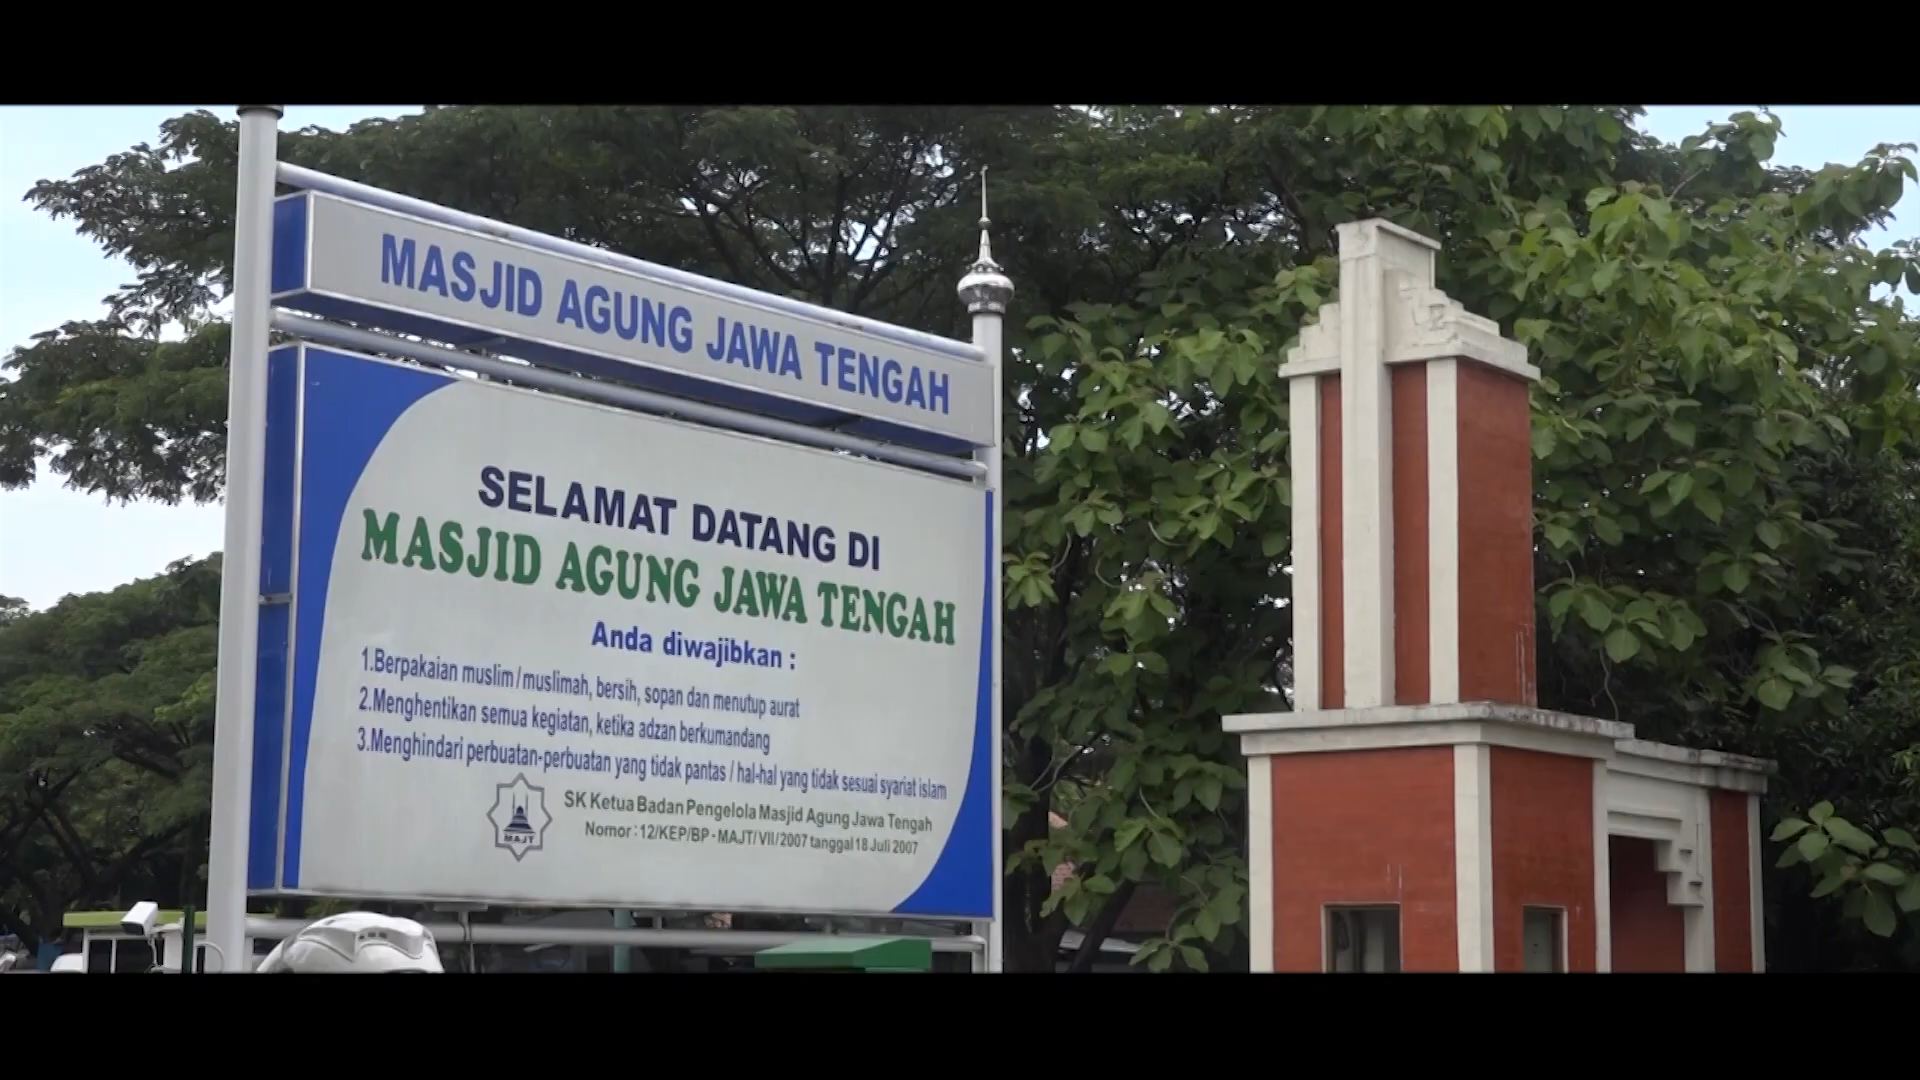 MASJID AGUNG JAWA TENGAH
SELAMAT DATANG DI
MASJID AGUNG JAWA TENGAH
Anda diwajibkan :
1.Berpakaian muslim / muslimah, bersih, sopan dan menutup aurat
2.Menghentikan semua kegiatan, ketika adzan berkumandang
3.Menghindari perbuatan-perbuatan yang tidak pantas / hal-hal yang tidak sesuai syariat islam
SK Ketua Badan Pengelola Masjid Agung Jawa Tengah
Nomor : 12/KEP/BP - MAJT/VII/2007 tanggal 18 Juli 2007
MAJT